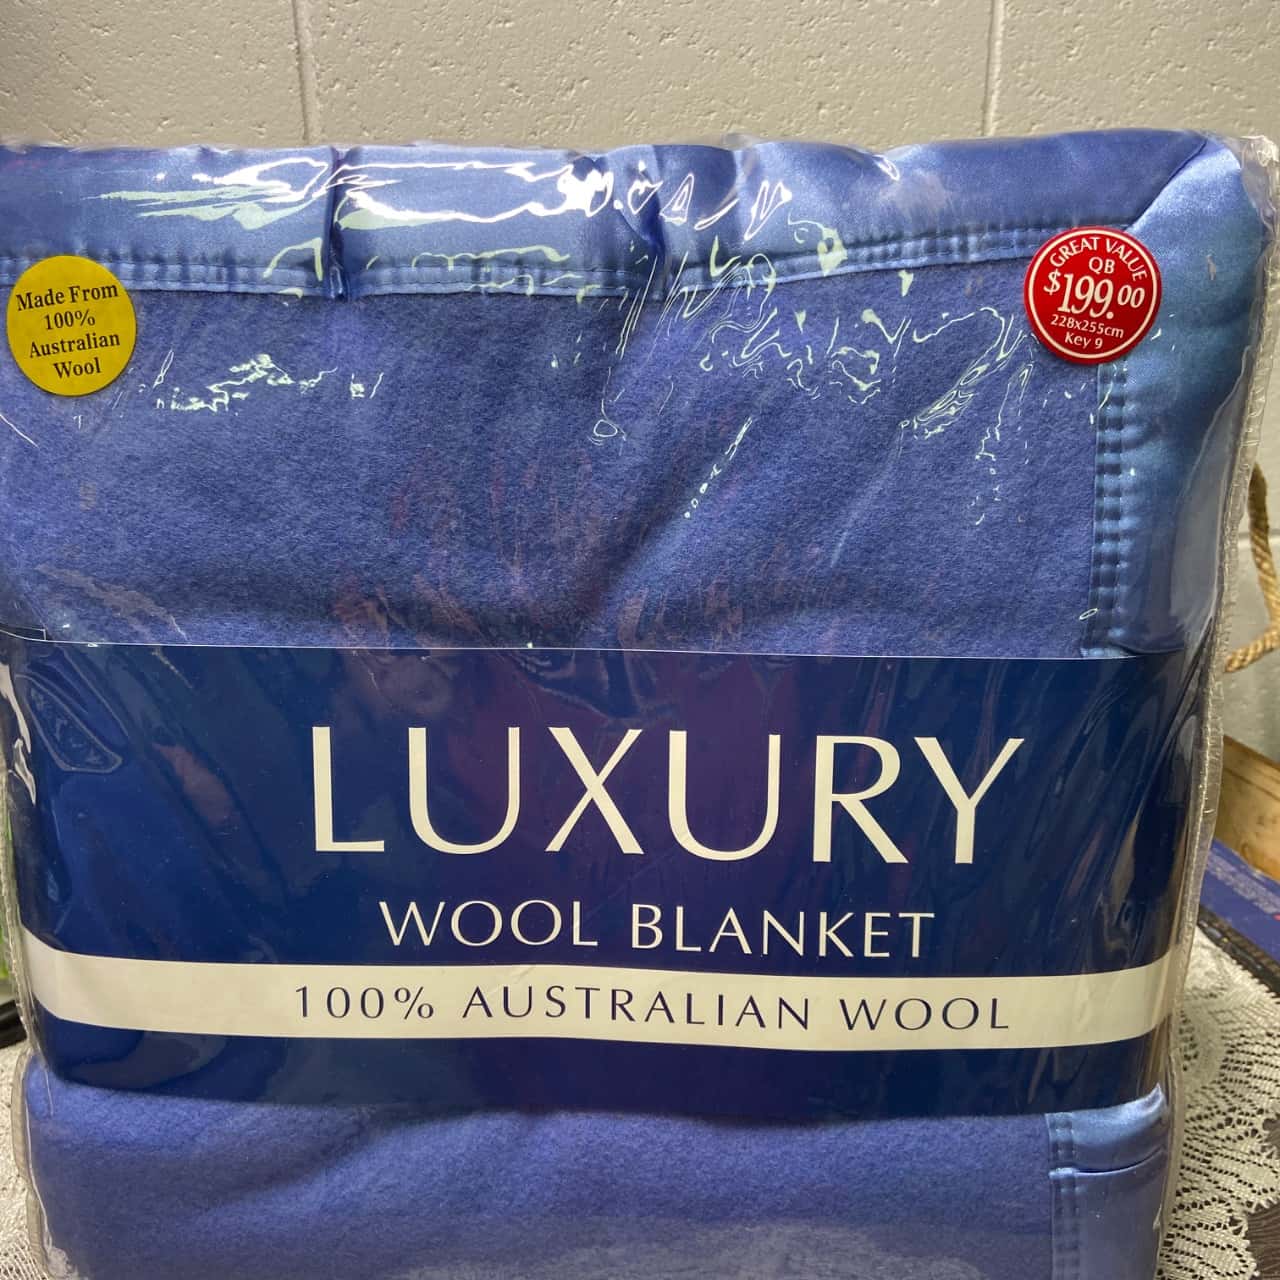 Made From
100%
Australian
Wool
GREAT VALUE
QB
$199.00
228x255cm
Key 9
LUXURY
WOOL BLANKET
100% AUSTRALIAN WOOL